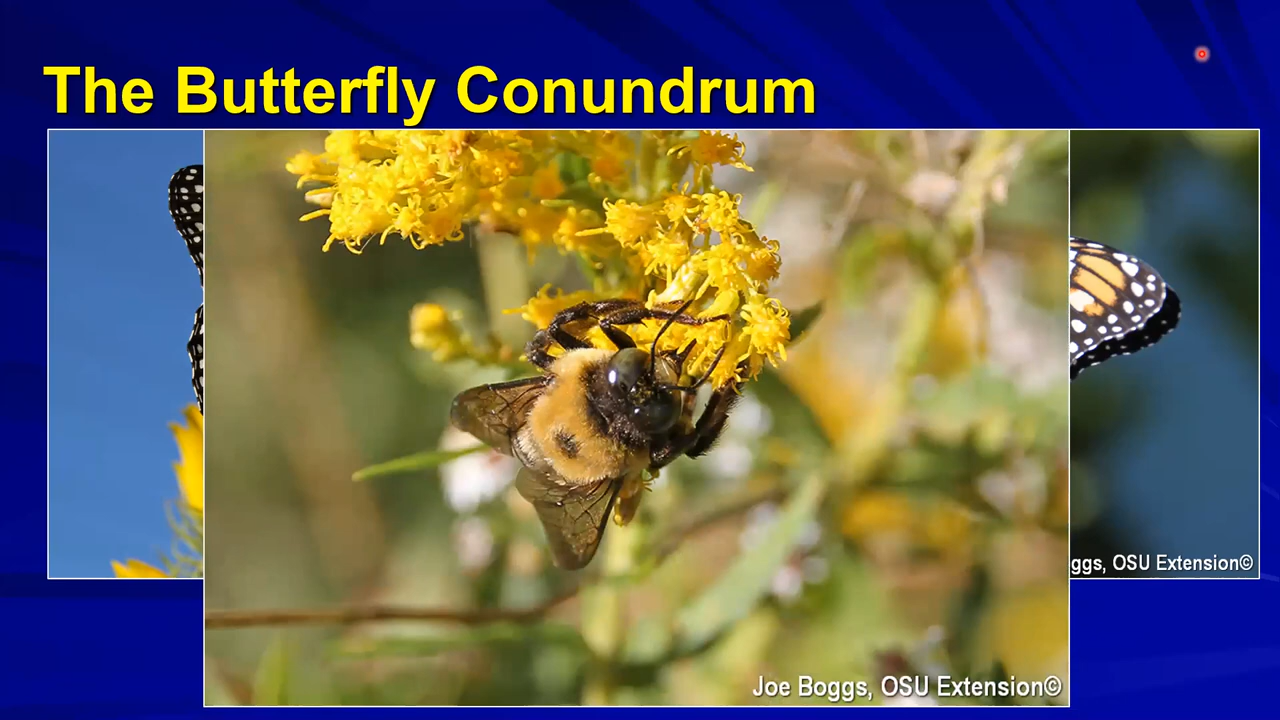 The Butterfly Conundrum
ggs, OSU Extension©
Joe Boggs, OSU Extension©